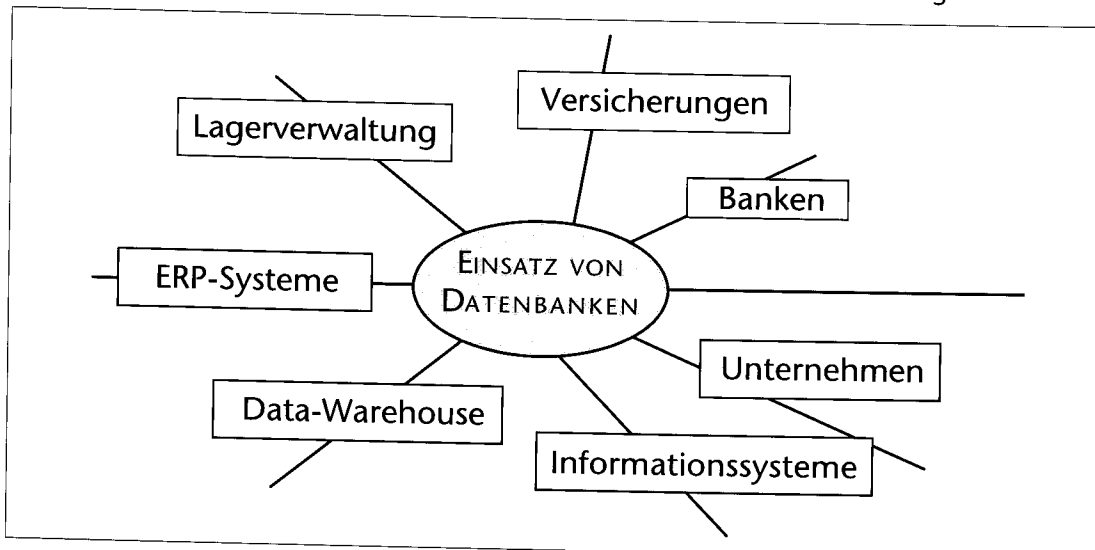 Versicherungen
Lagerverwaltung
Banken
EINSATZ VON
DATENBANKEN
ERP-Systeme
Unternehmen
Data-Warehouse
Informationssysteme